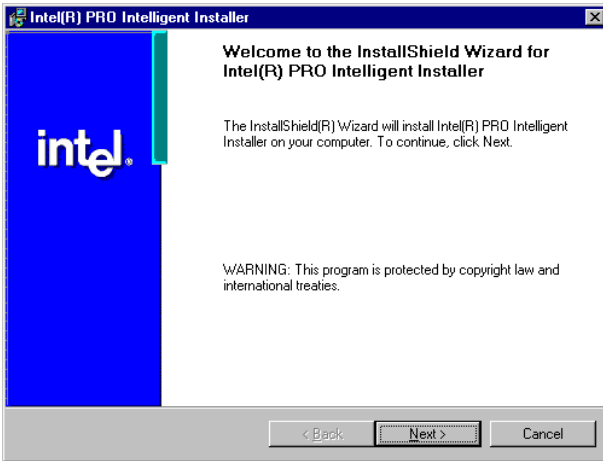 Intel(R) PRO Intelligent Installer
Welcome to the InstallShield Wizard for
Intel(R) PRO Intelligent Installer
intel®
The InstallShield(R) Wizard will install Intel(R) PRO Intelligent
Installer on your computer. To continue, click Next.
WARNING: This program is protected by copyright law and
international treaties.
< Back
Next >
Cancel